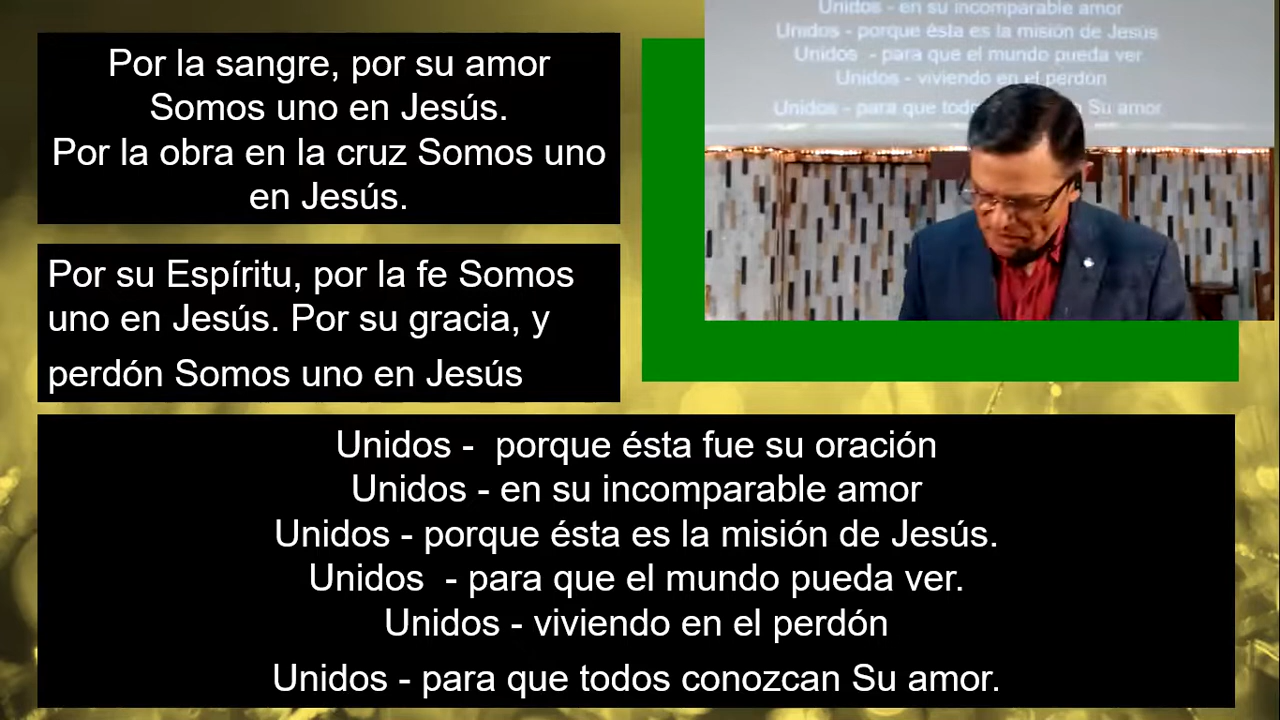 Por la sangre, por su amor
Somos uno en Jesús.
Por la obra en la cruz Somos uno
en Jesús.
Por su Espíritu, por la fe Somos
uno en Jesús. Por su gracia, y
perdón Somos uno en Jesús
Unidos - en su incomparable amor
Unidos - porque ésta es la misión de Jesús
Unidos - para que el mundo pueda ver.
Unidos - viviendo en el perdón
Unidos - para que Su amor.
Unidos -  porque ésta fue su oración
Unidos - en su incomparable amor
Unidos - porque ésta es la misión de Jesús.
Unidos  - para que el mundo pueda ver.
Unidos - viviendo en el perdón
Unidos - para que todos conozcan Su amor.